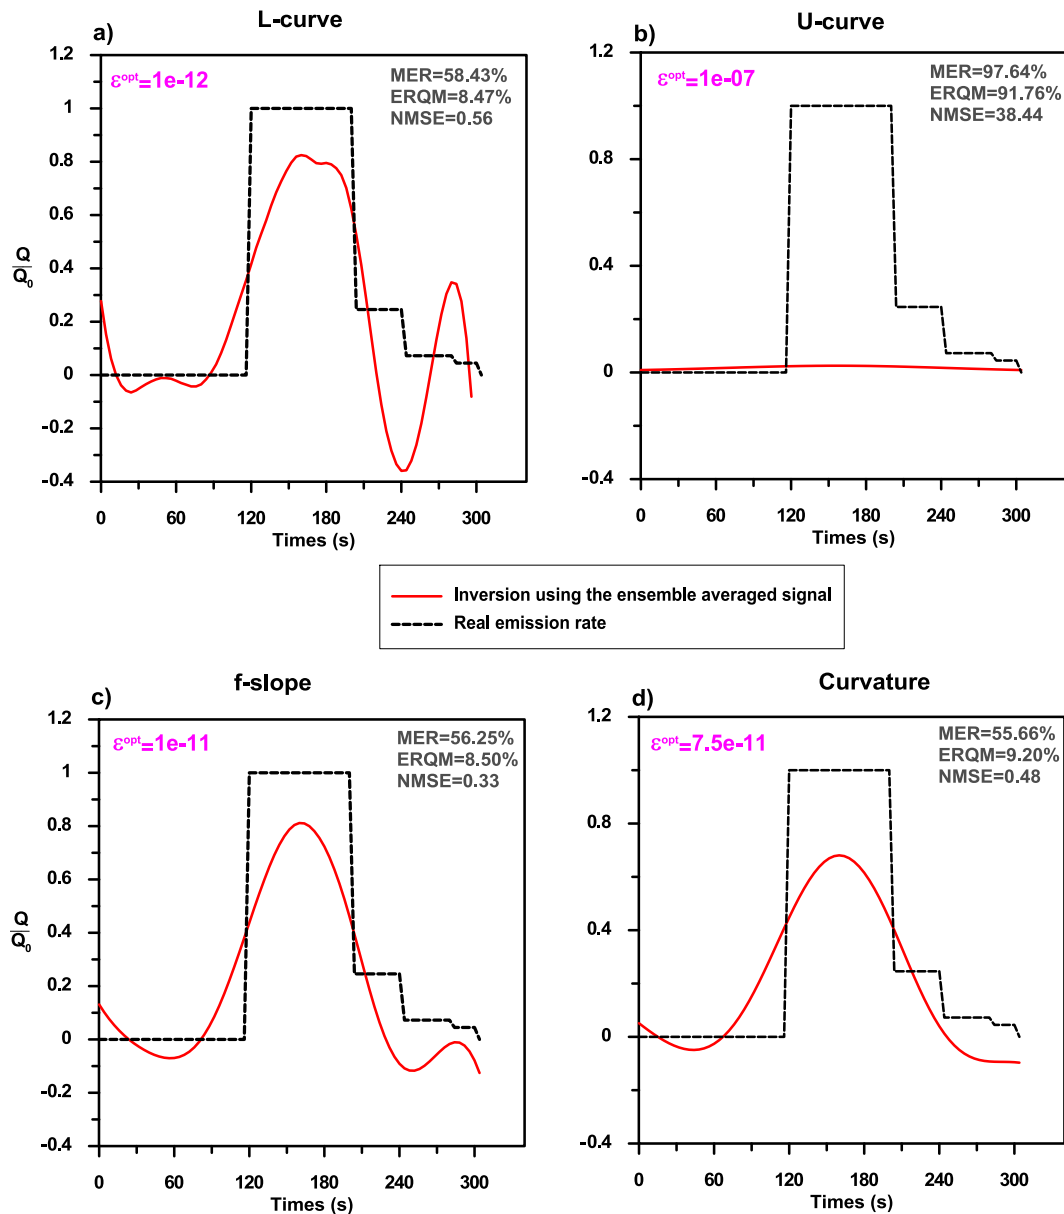 L-curve
a)
1.2
1
0.8
0.6
0.4
0.2
0
-0.2
-0.4
εᵒᵖᵗ=1e-12
MER=58.43%
ERQM=8.47%
NMSE=0.56
Q|Q₀
0 60 120 180 240 300
Times (s)
U-curve
b)
1.2
0.8
0.4
0
-0.4
εᵒᵖᵗ=1e-07
MER=97.64%
ERQM=91.76%
NMSE=38.44
0 60 120 180 240 300
Times (s)
Inversion using the ensemble averaged signal
Real emission rate
f-slope
c)
1.2
1
0.8
0.6
0.4
0.2
0
-0.2
-0.4
εᵒᵖᵗ=1e-11
MER=56.25%
ERQM=8.50%
NMSE=0.33
Q|Q₀
0 60 120 180 240 300
Times (s)
Curvature
d)
1.2
0.8
0.4
0
-0.4
εᵒᵖᵗ=7.5e-11
MER=55.66%
ERQM=9.20%
NMSE=0.48
0 60 120 180 240 300
Times (s)